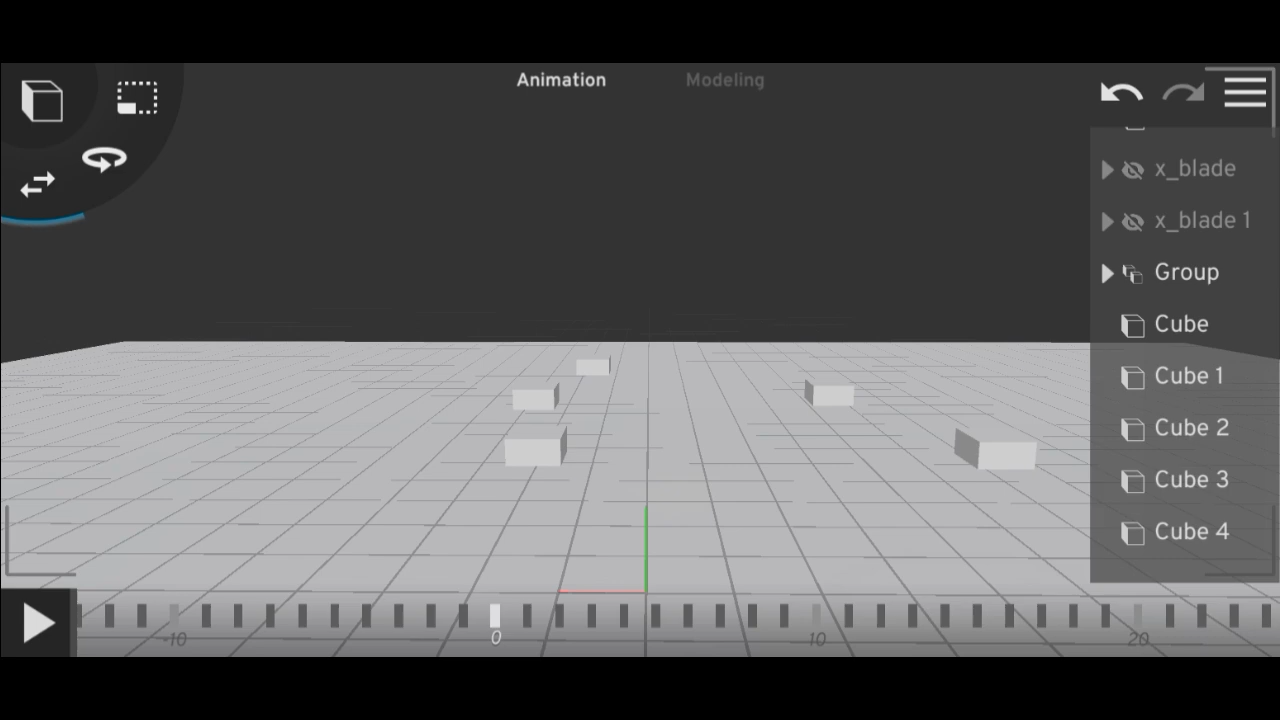 Animation
Modeling
x_blade
x_blade 1
Group
Cube
Cube 1
Cube 2
Cube 3
Cube 4
-10
0
10
20